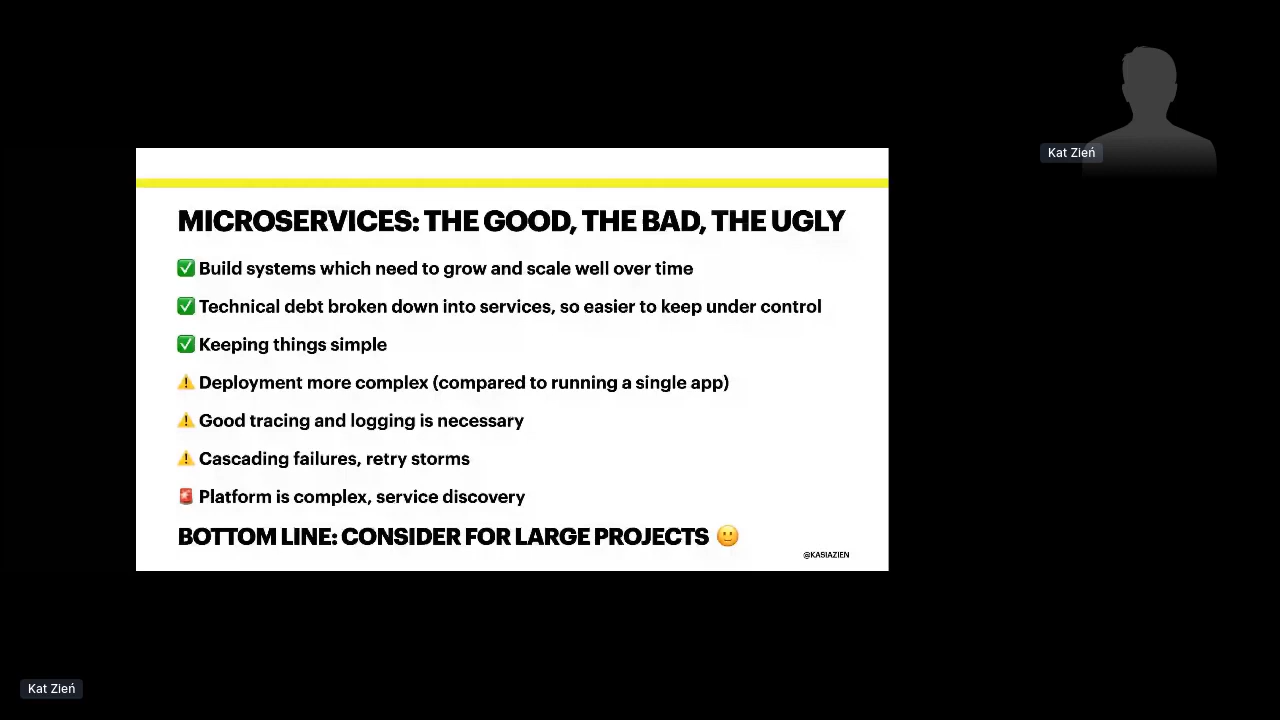 Kat Zień
MICROSERVICES: THE GOOD, THE BAD, THE UGLY
✅ Build systems which need to grow and scale well over time
✅ Technical debt broken down into services, so easier to keep under control
✅ Keeping things simple
⚠️ Deployment more complex (compared to running a single app)
⚠️ Good tracing and logging is necessary
⚠️ Cascading failures, retry storms
🚨 Platform is complex, service discovery
BOTTOM LINE: CONSIDER FOR LARGE PROJECTS 🙂
@KASIAZIEN
Kat Zień